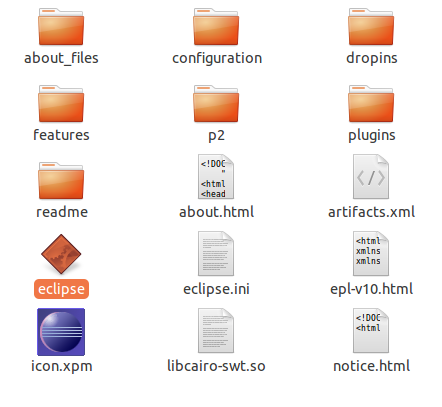 about_files
configuration
dropins
features
p2
plugins
readme
<!DOC
"
<html
<head
about.html
</>
artifacts.xml
eclipse
eclipse.ini
<html
xmlns
xmlns
epl-v10.html
icon.xpm
libcairo-swt.so
<!DOC
<html
notice.html